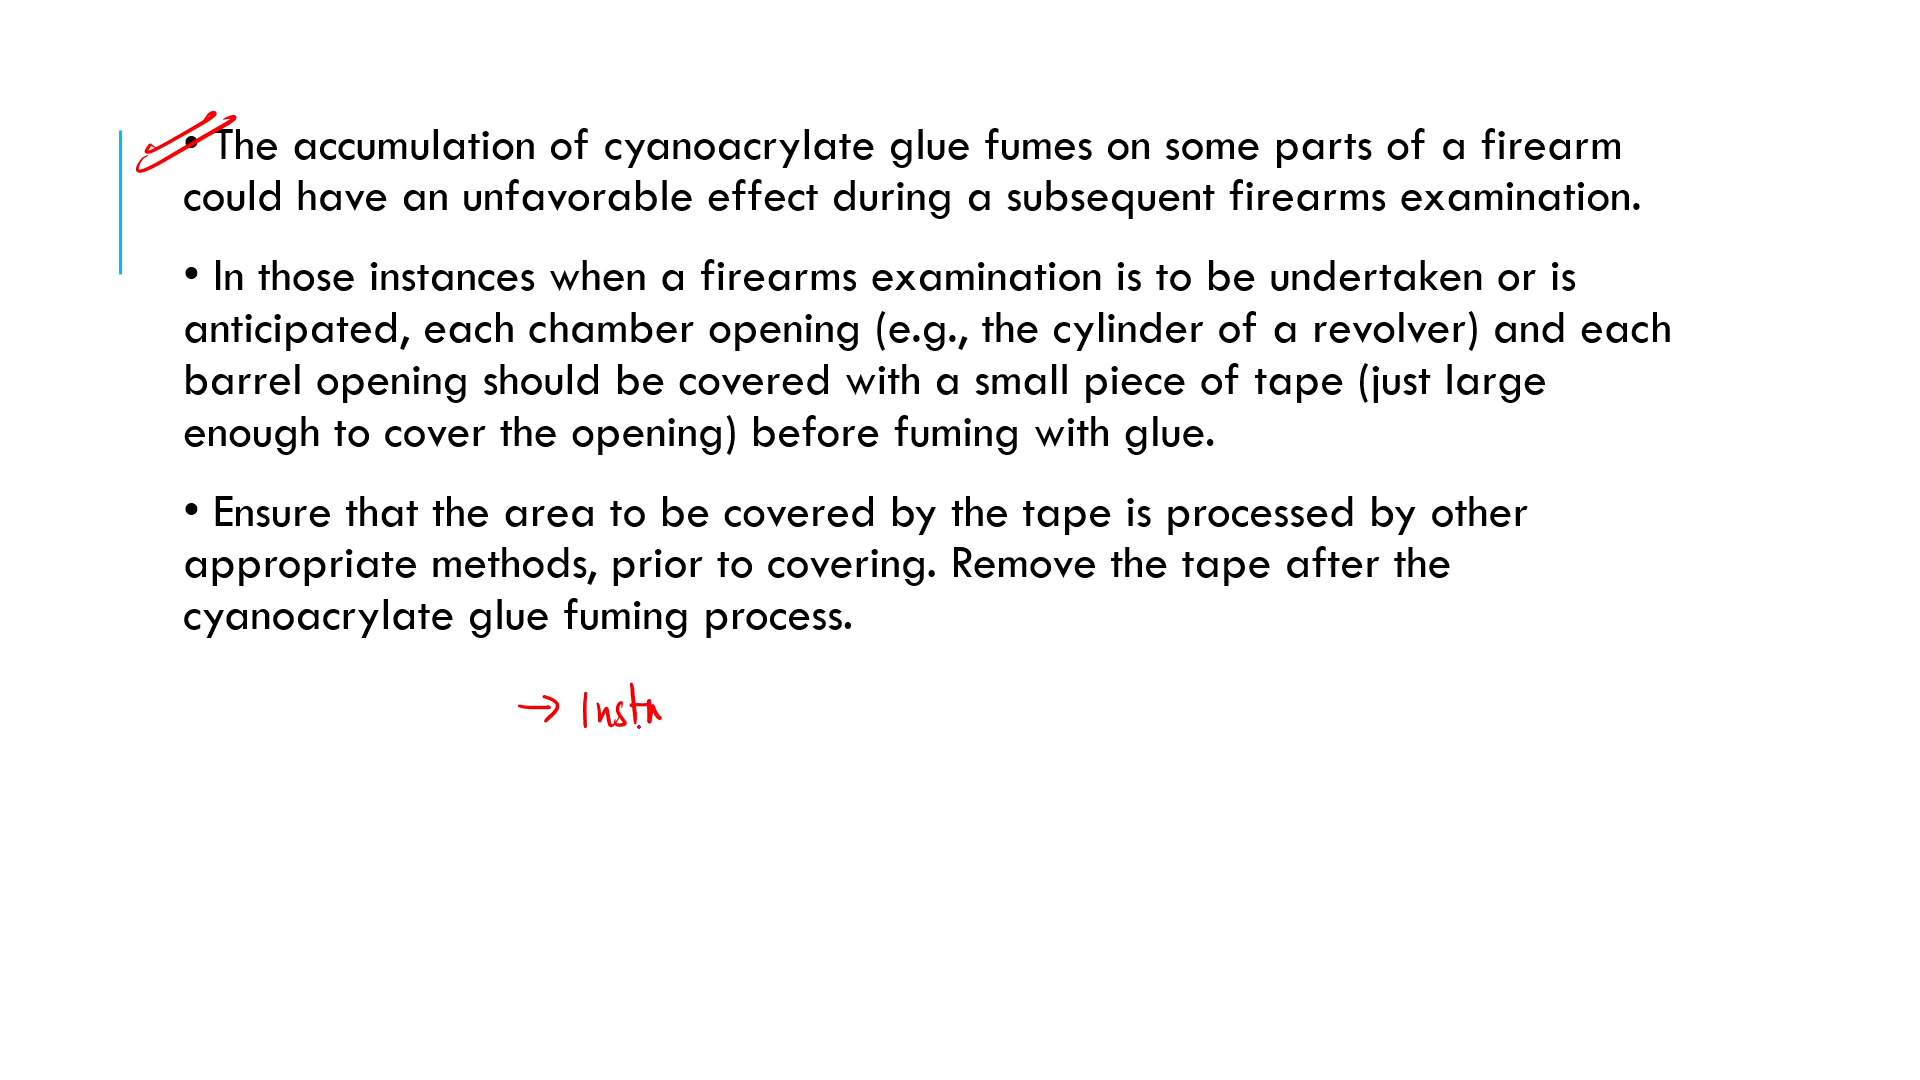 • The accumulation of cyanoacrylate glue fumes on some parts of a firearm
could have an unfavorable effect during a subsequent firearms examination.
• In those instances when a firearms examination is to be undertaken or is
anticipated, each chamber opening (e.g., the cylinder of a revolver) and each
barrel opening should be covered with a small piece of tape (just large
enough to cover the opening) before fuming with glue.
• Ensure that the area to be covered by the tape is processed by other
appropriate methods, prior to covering. Remove the tape after the
cyanoacrylate glue fuming process.
→ Insta